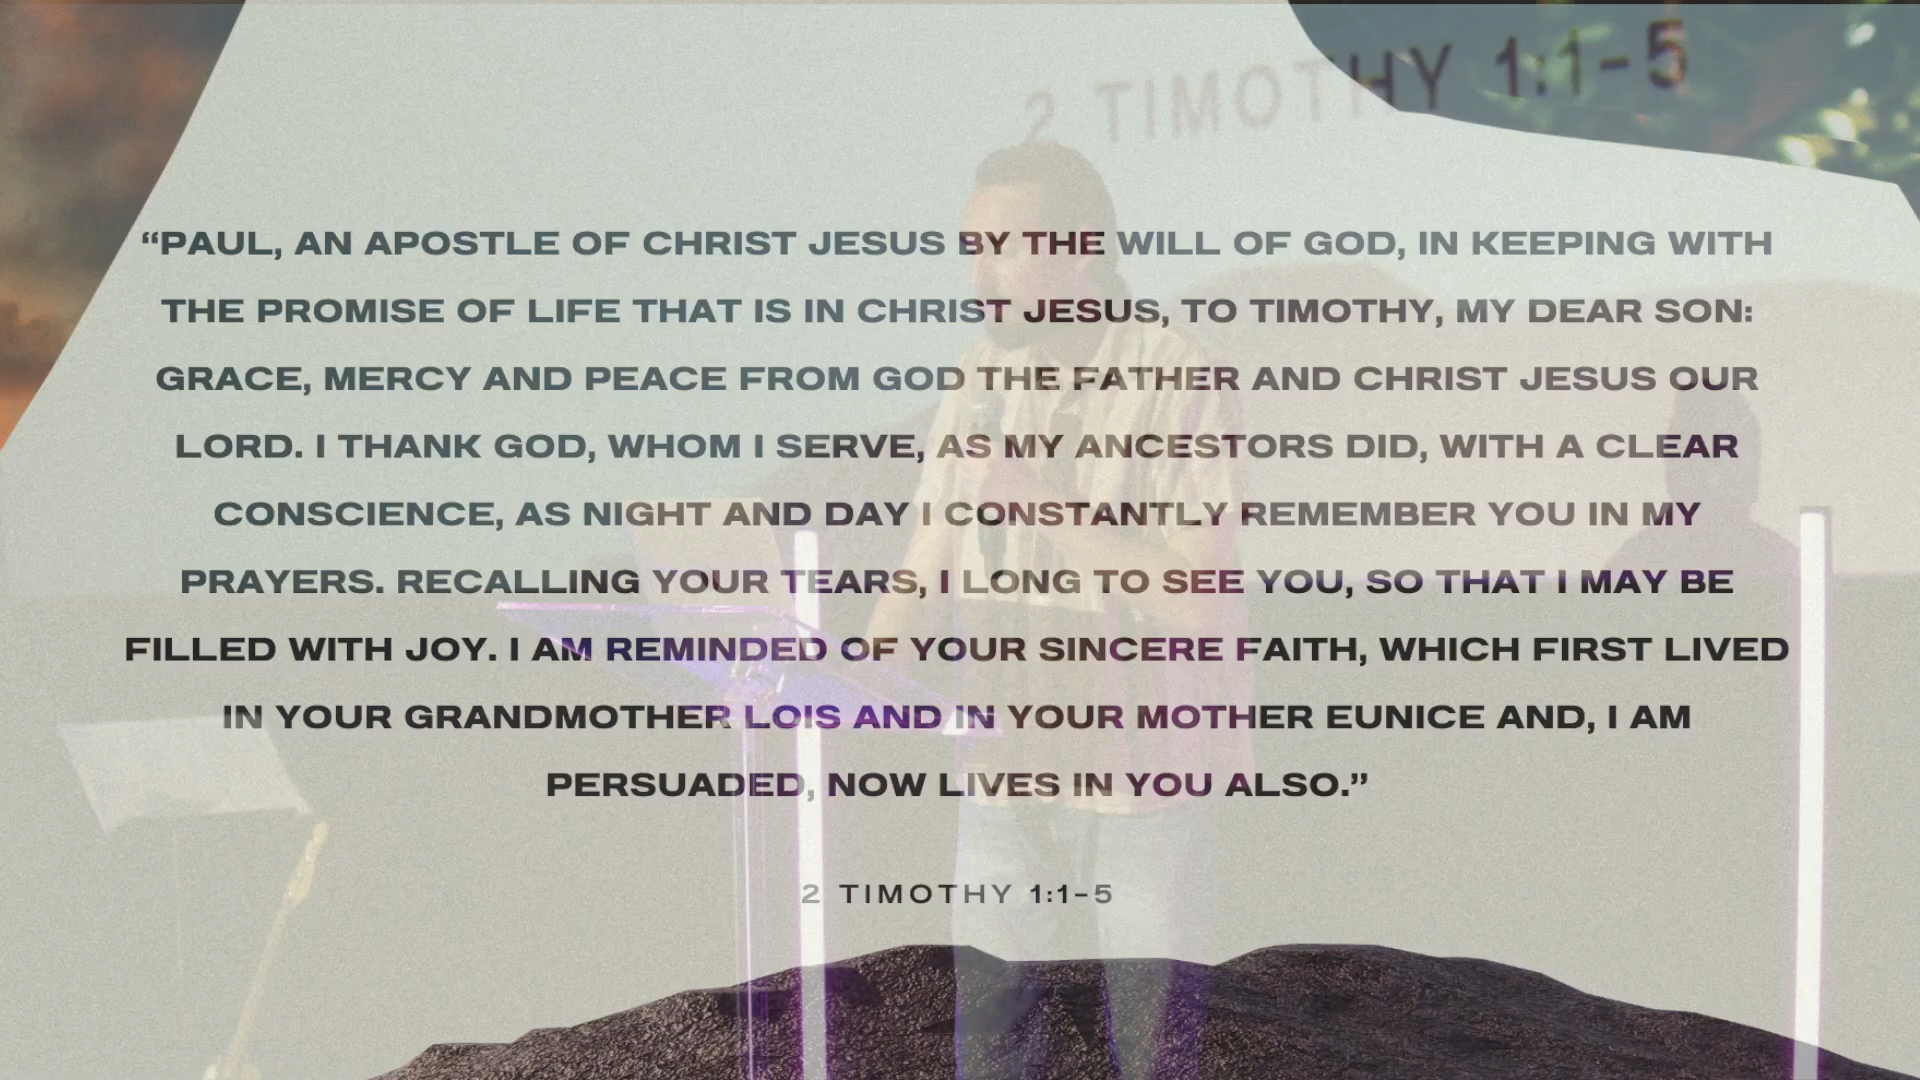 2 TIMOTHY 1:1-5
“PAUL, AN APOSTLE OF CHRIST JESUS BY THE WILL OF GOD, IN KEEPING WITH
THE PROMISE OF LIFE THAT IS IN CHRIST JESUS, TO TIMOTHY, MY DEAR SON:
GRACE, MERCY AND PEACE FROM GOD THE FATHER AND CHRIST JESUS OUR
LORD. I THANK GOD, WHOM I SERVE, AS MY ANCESTORS DID, WITH A CLEAR
CONSCIENCE, AS NIGHT AND DAY I CONSTANTLY REMEMBER YOU IN MY
PRAYERS. RECALLING YOUR TEARS, I LONG TO SEE YOU, SO THAT I MAY BE
FILLED WITH JOY. I AM REMINDED OF YOUR SINCERE FAITH, WHICH FIRST LIVED
IN YOUR GRANDMOTHER LOIS AND IN YOUR MOTHER EUNICE AND, I AM
PERSUADED, NOW LIVES IN YOU ALSO.”
2 TIMOTHY 1:1-5